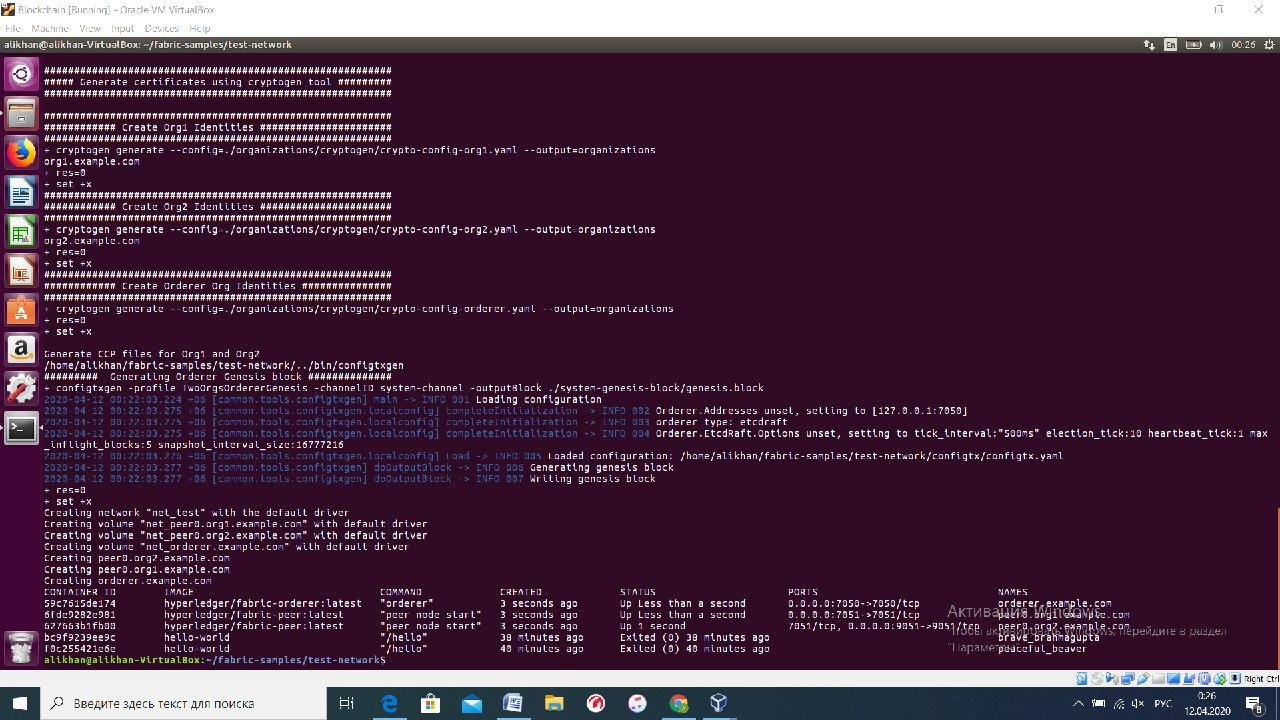 Blockchain [Running] - Oracle VM VirtualBox
File Machine View Input Devices Help
alikhan@alikhan-VirtualBox: ~/fabric-samples/test-network
En
00:26
##########################################################
##### Generate certificates using cryptogen tool #########
##########################################################
##########################################################
############ Create Org1 Identities ######################
##########################################################
+ cryptogen generate --config=./organizations/cryptogen/crypto-config-org1.yaml --output=organizations
org1.example.com
+ res=0
+ set +x
##########################################################
############ Create Org2 Identities ######################
##########################################################
+ cryptogen generate --config=./organizations/cryptogen/crypto-config-org2.yaml --output=organizations
org2.example.com
+ res=0
+ set +x
##########################################################
############ Create Orderer Org Identities ###############
##########################################################
+ cryptogen generate --config=./organizations/cryptogen/crypto-config-orderer.yaml --output=organizations
+ res=0
+ set +x
Generate CCP files for Org1 and Org2
/home/alikhan/fabric-samples/test-network/../bin/configtxgen
######### Generating Orderer Genesis block ##############
+ configtxgen -profile TwoOrgsOrdererGenesis -channelID system-channel -outputBlock ./system-genesis-block/genesis.block
2020-04-12 00:22:03.224 +06 [common.tools.configtxgen] main -> INFO 001 Loading configuration
2020-04-12 00:22:03.275 +06 [common.tools.configtxgen.localconfig] completeInitialization -> INFO 002 Orderer.Addresses unset, setting to [127.0.0.1:7050]
2020-04-12 00:22:03.275 +06 [common.tools.configtxgen.localconfig] completeInitialization -> INFO 003 orderer type: etcdraft
2020-04-12 00:22:03.275 +06 [common.tools.configtxgen.localconfig] completeInitialization -> INFO 004 Orderer.EtcdRaft.Options unset, setting to tick_interval:"500ms" election_tick:10 heartbeat_tick:1 max
_inflight_blocks:5 snapshot_interval_size:16777216
2020-04-12 00:22:03.276 +06 [common.tools.configtxgen.localconfig] Load -> INFO 005 Loaded configuration: /home/alikhan/fabric-samples/test-network/configtx/configtx.yaml
2020-04-12 00:22:03.277 +06 [common.tools.configtxgen] doOutputBlock -> INFO 006 Generating genesis block
2020-04-12 00:22:03.277 +06 [common.tools.configtxgen] doOutputBlock -> INFO 007 Writing genesis block
+ res=0
+ set +x
Creating network "net_test" with the default driver
Creating volume "net_peer0.org1.example.com" with default driver
Creating volume "net_peer0.org2.example.com" with default driver
Creating volume "net_orderer.example.com" with default driver
Creating peer0.org2.example.com
Creating peer0.org1.example.com
Creating orderer.example.com
CONTAINER ID IMAGE COMMAND CREATED STATUS PORTS NAMES
59c7615de174 hyperledger/fabric-orderer:latest "orderer" 3 seconds ago Up Less than a second 0.0.0.0:7050->7050/tcp orderer.example.com
6fde9282e981 hyperledger/fabric-peer:latest "peer node start" 3 seconds ago Up Less than a second 0.0.0.0:7051->7051/tcp peer0.org1.example.com
627663b1f000 hyperledger/fabric-peer:latest "peer node start" 3 seconds ago Up 1 second 7051/tcp, 0.0.0.0:9051->9051/tcp peer0.org2.example.com
bc9f9239ee9c hello-world "/hello" 38 minutes ago Exited (0) 38 minutes ago brave_brahmagupta
f0c255421e6e hello-world "/hello" 40 minutes ago Exited (0) 40 minutes ago peaceful_beaver
alikhan@alikhan-VirtualBox:~/fabric-samples/test-network$
Активация Windows
Чтобы активировать Windows, перейдите в раздел
"Параметры".
Right Ctrl
Введите здесь текст для поиска
РУС
0:26
12.04.2020
8